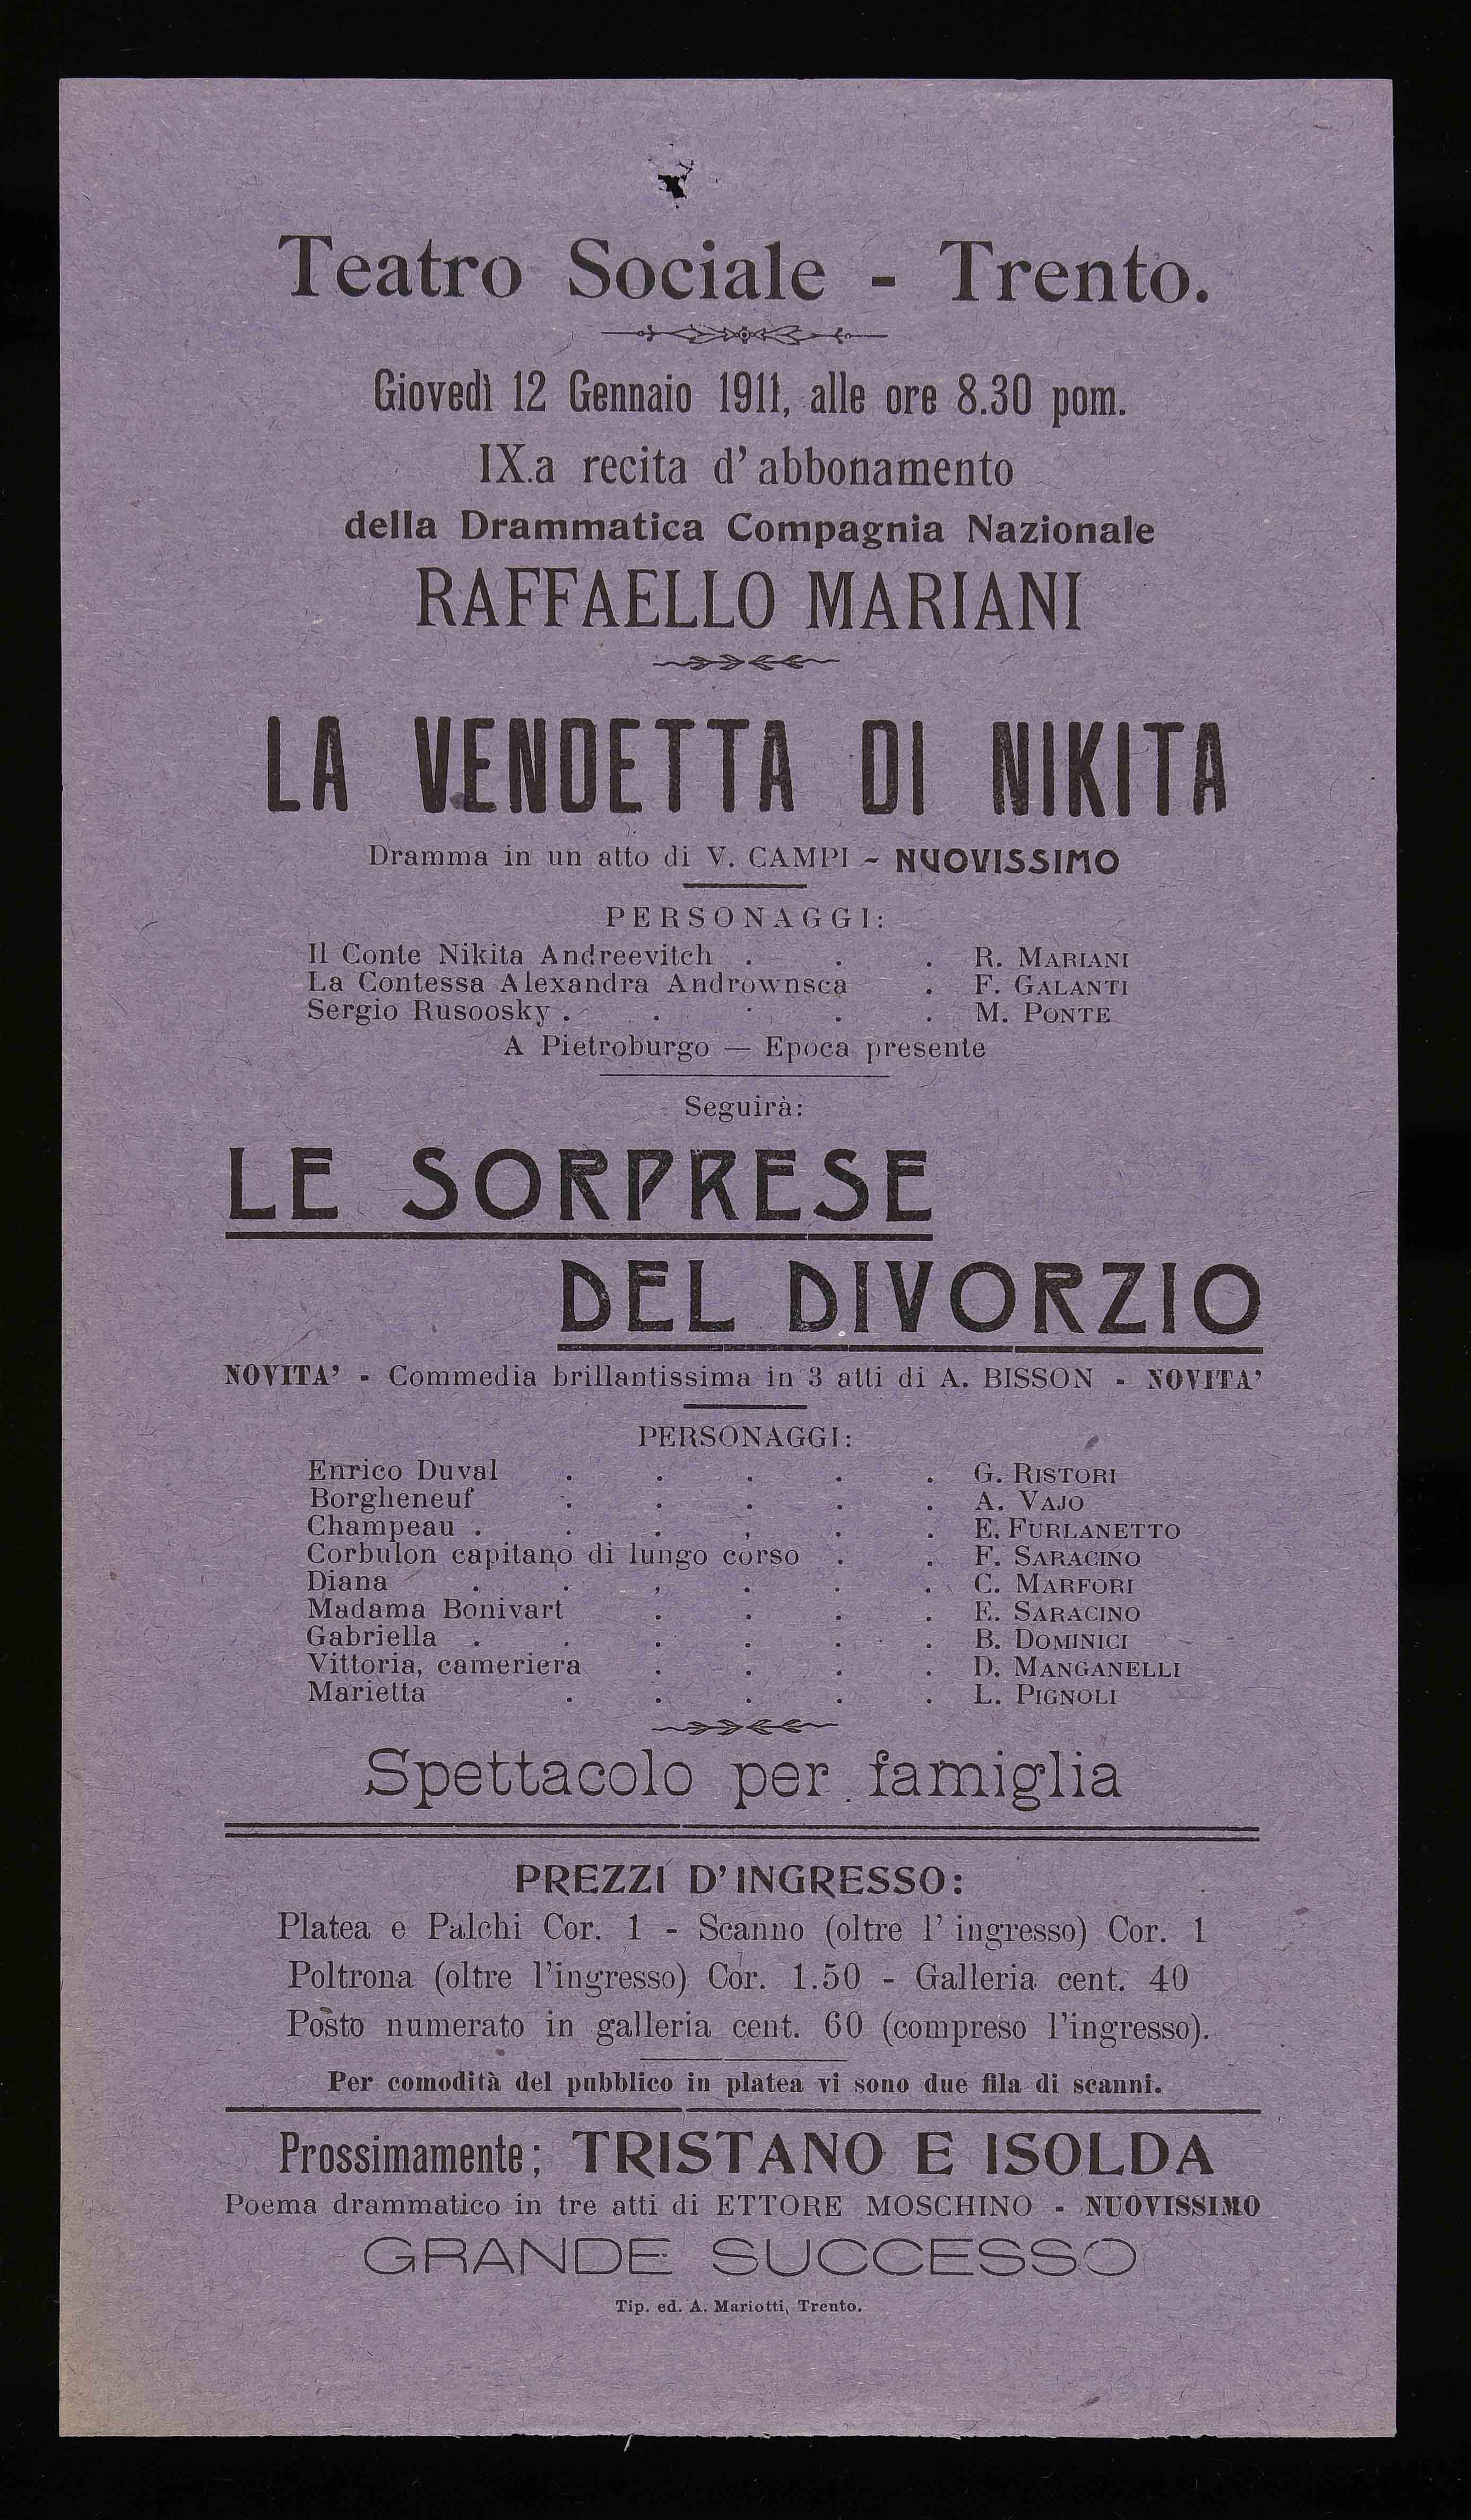 Teatro Sociale - Trento.
Giovedì 12 Gennaio 1911, alle ore 8.30 pom.
IX.a recita d' abbonamento
della Drammatica Compagnia Nazionale
RAFFAELLO MARIANI
LA VENDETTA DI NIKITA
Dramma in un atto di V. CAMPI - NUOVISSIMO
PERSONAGGI:
Il Conte Nikita Andreevitch . . . R. MARIANI
La Contessa Alexandra Andrownsca . F. GALANTI
Sergio Rusoosky . . . . . M. PONTE
A Pietroburgo — Epoca presente
Seguirà:
LE SORPRESE
DEL DIVORZIO
NOVITA' - Commedia brillantissima in 3 atti di A. BISSON - NOVITA'
PERSONAGGI:
Enrico Duval . . . . . G. RISTORI
Borgheneuf . . . . . A. VAJO
Champeau . . . , . . E. FURLANETTO
Corbulon capitano di lungo corso . . F. SARACINO
Diana . . , . . . C. MARFORI
Madama Bonivart . . . . E. SARACINO
Gabriella . . . . . . B. DOMINICI
Vittoria, cameriera . . . . D. MANGANELLI
Marietta . . . . . L. PIGNOLI
Spettacolo per famiglia
PREZZI D' INGRESSO:
Platea e Palchi Cor. 1 - Scanno (oltre l' ingresso) Cor. 1
Poltrona (oltre l'ingresso) Cor. 1.50 - Galleria cent. 40
Posto numerato in galleria cent. 60 (compreso l'ingresso).
Per comodità del pubblico in platea vi sono due fila di scanni.
Prossimamente; TRISTANO E ISOLDA
Poema drammatico in tre atti di ETTORE MOSCHINO - NUOVISSIMO
GRANDE SUCCESSO
Tip. ed. A. Mariotti, Trento.